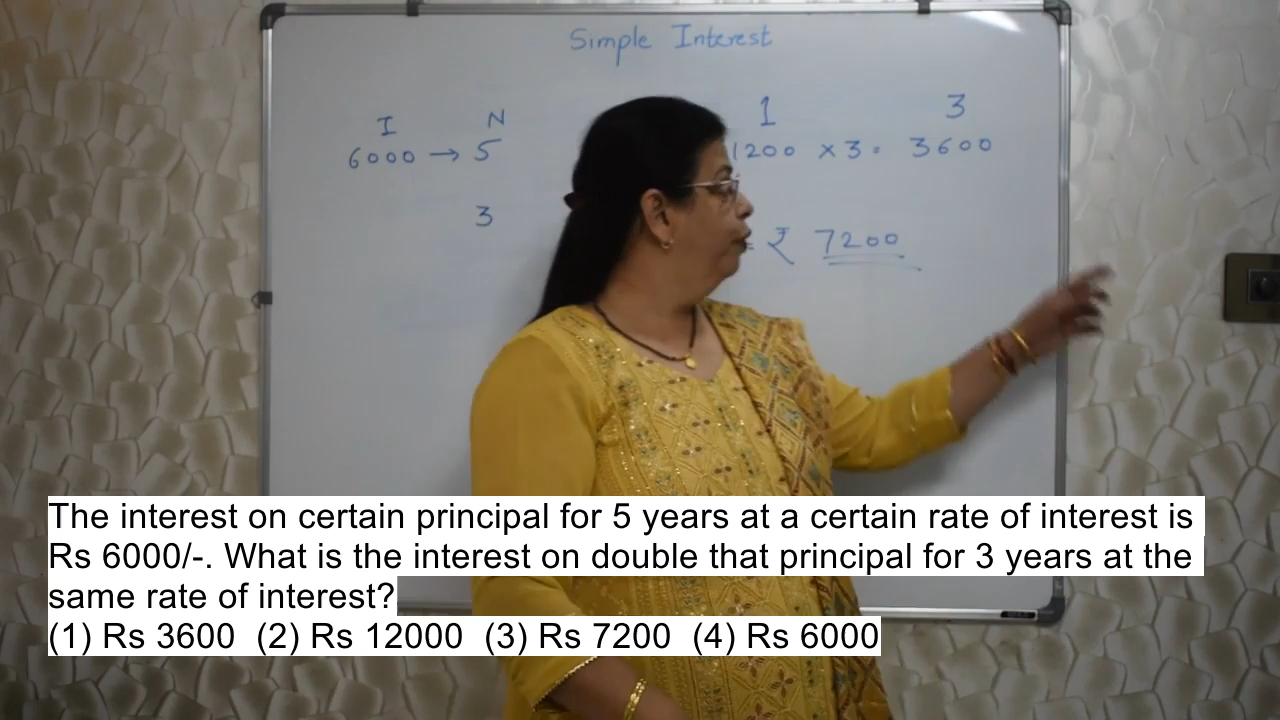 Simple Interest
I N 1 3
6000 → 5 1200 x 3 = 3600
3
= ₹ 7200
The interest on certain principal for 5 years at a certain rate of interest is
Rs 6000/-. What is the interest on double that principal for 3 years at the
same rate of interest?
(1) Rs 3600 (2) Rs 12000 (3) Rs 7200 (4) Rs 6000